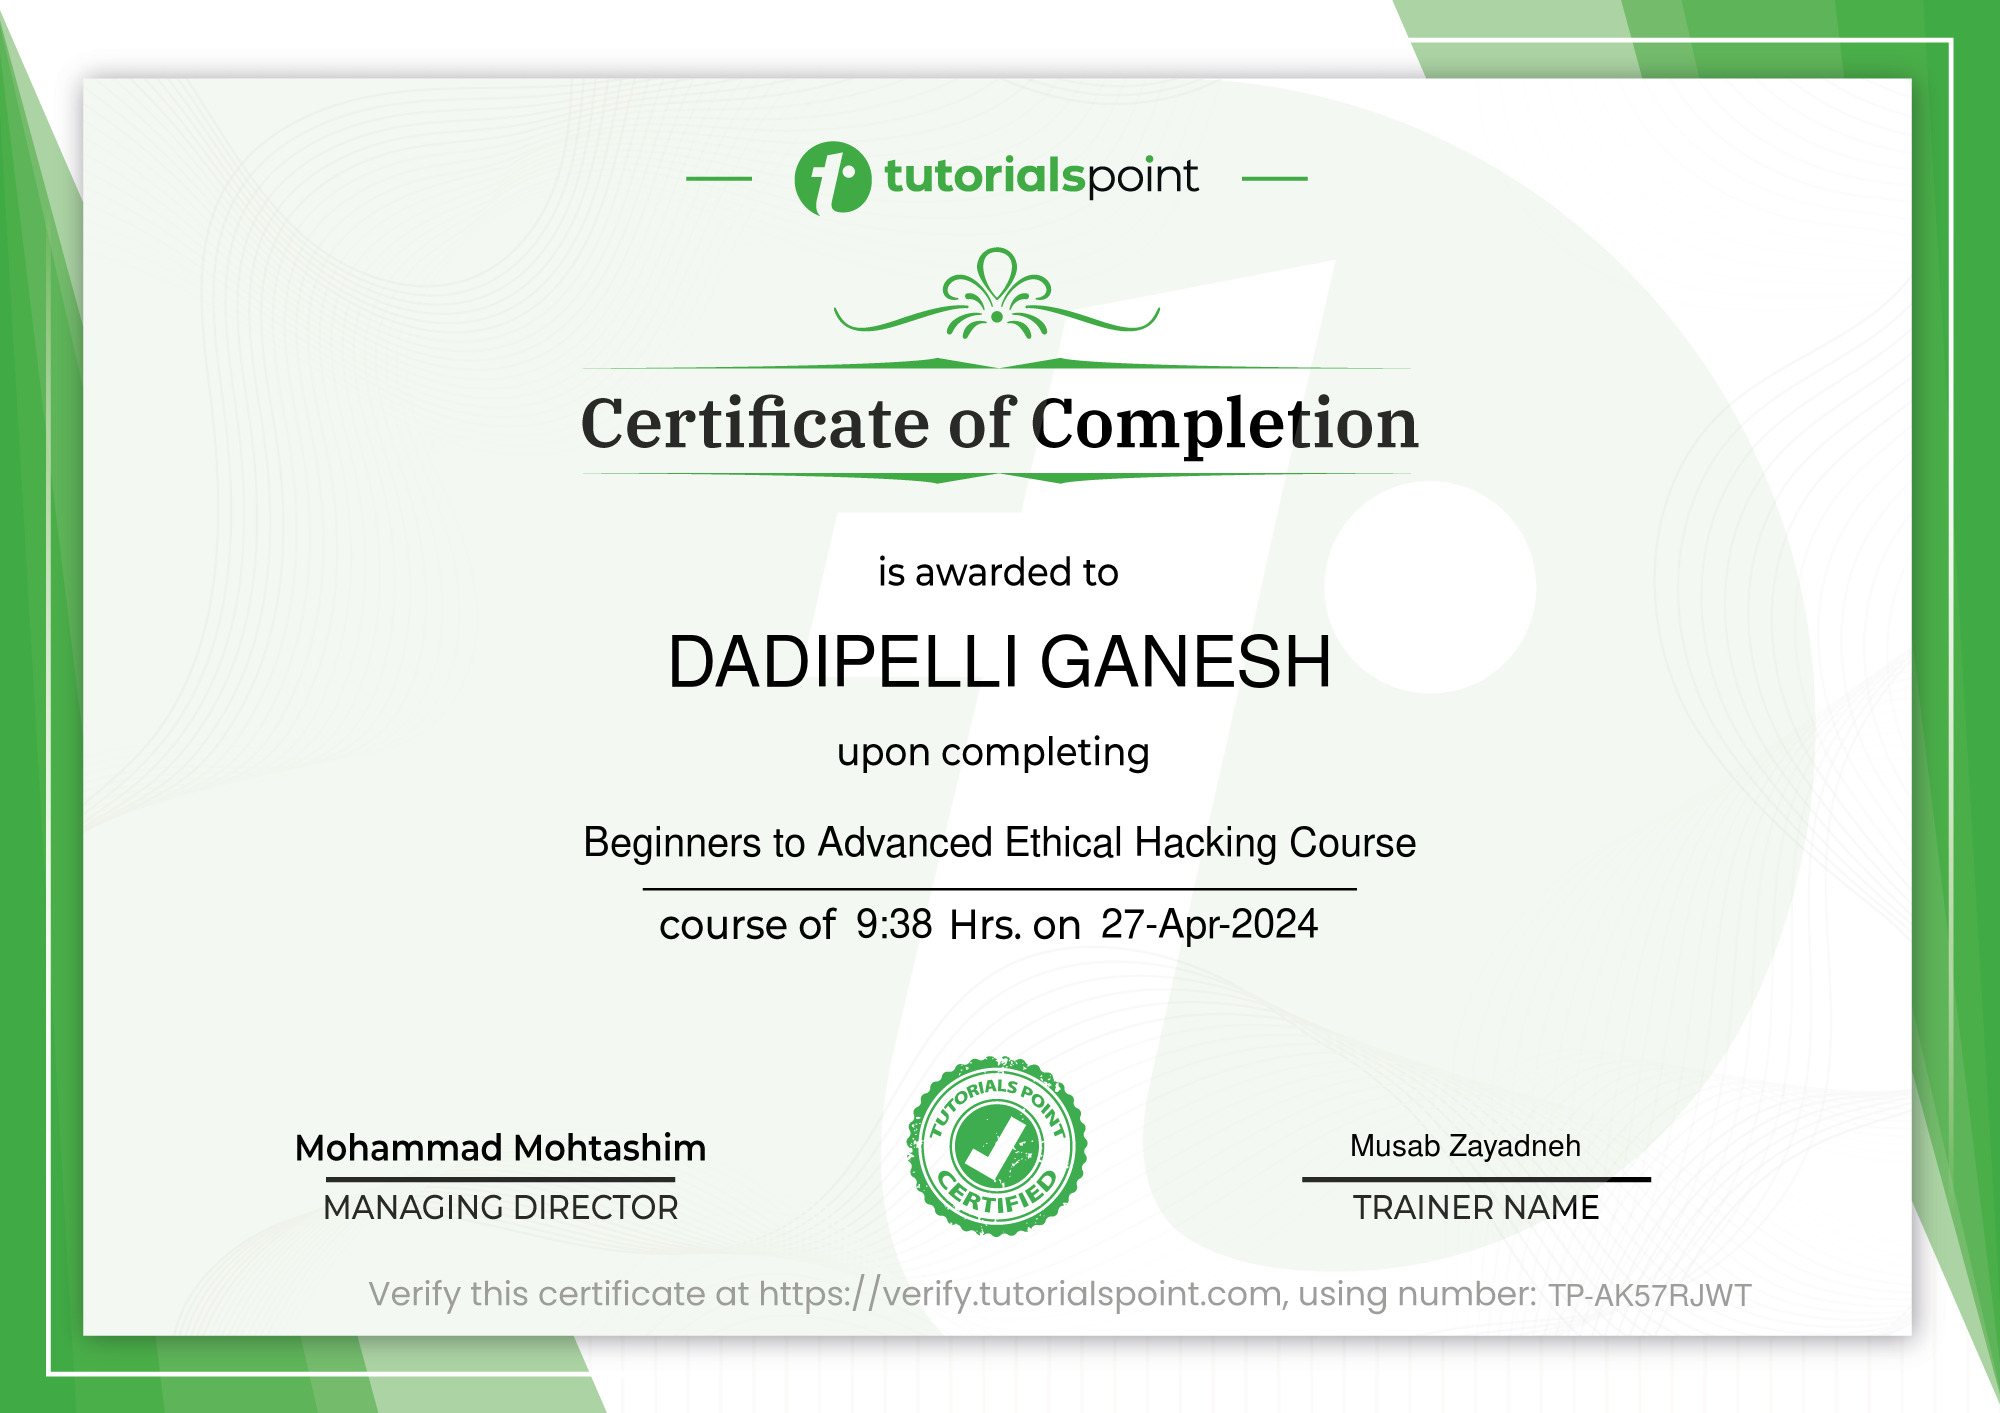 tutorialspoint
Certificate of Completion
is awarded to
DADIPELLI GANESH
upon completing
Beginners to Advanced Ethical Hacking Course
course of 9:38 Hrs. on 27-Apr-2024
TUTORIALS POINT
CERTIFIED
Mohammad Mohtashim
MANAGING DIRECTOR
Musab Zayadneh
TRAINER NAME
Verify this certificate at https://verify.tutorialspoint.com, using number: TP-AK57RJWT